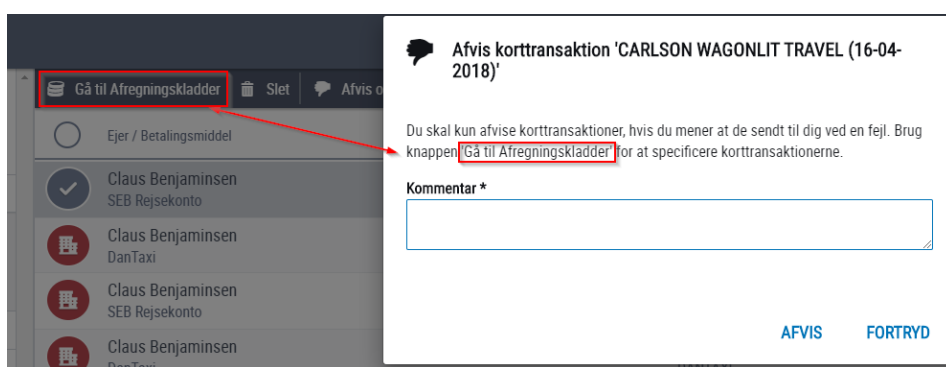 Gå til Afregningskladder
Slet
Afvis o
Ejer / Betalingsmiddel
Claus Benjaminsen
SEB Rejsekonto
Claus Benjaminsen
DanTaxi
Claus Benjaminsen
SEB Rejsekonto
Claus Benjaminsen
DanTaxi
Afvis korttransaktion 'CARLSON WAGONLIT TRAVEL (16-04-
2018)'
Du skal kun afvise korttransaktioner, hvis du mener at de sendt til dig ved en fejl. Brug
knappen 'Gå til Afregningskladder' for at specificere korttransaktionerne.
Kommentar *
AFVIS
FORTRYD